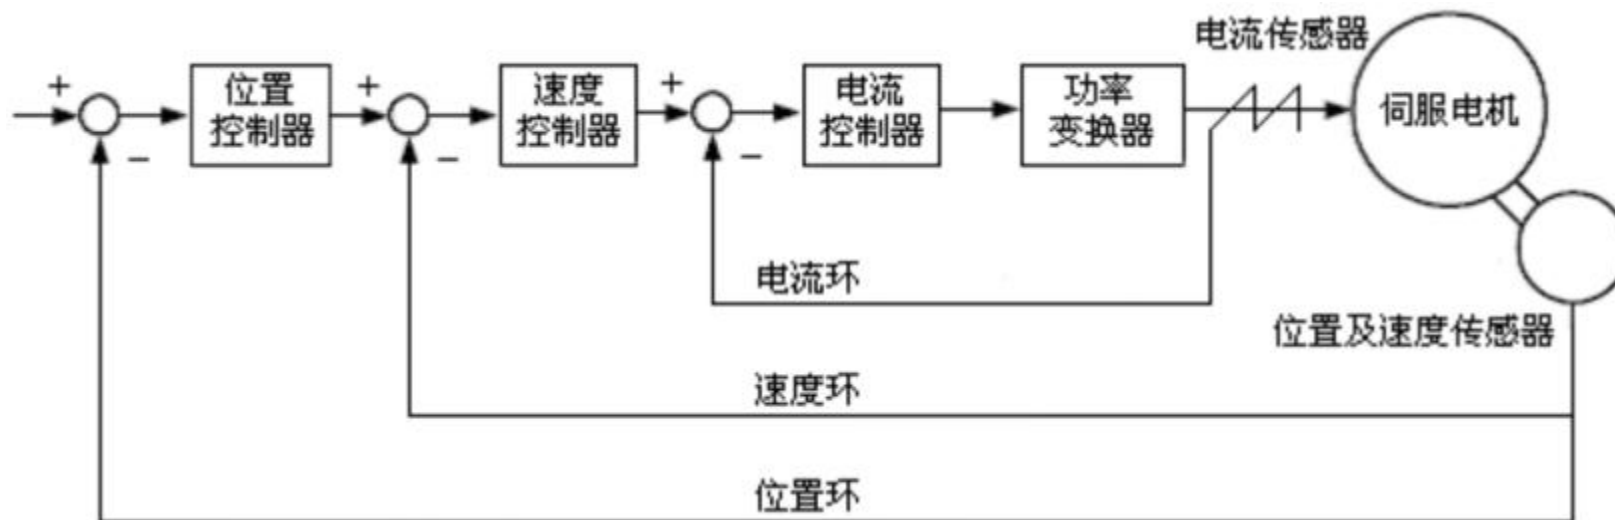 电流传感器
+
位置
控制器
+
速度
控制器
+
电流
控制器
功率
变换器
伺服电机
−
−
−
电流环
位置及速度传感器
速度环
位置环